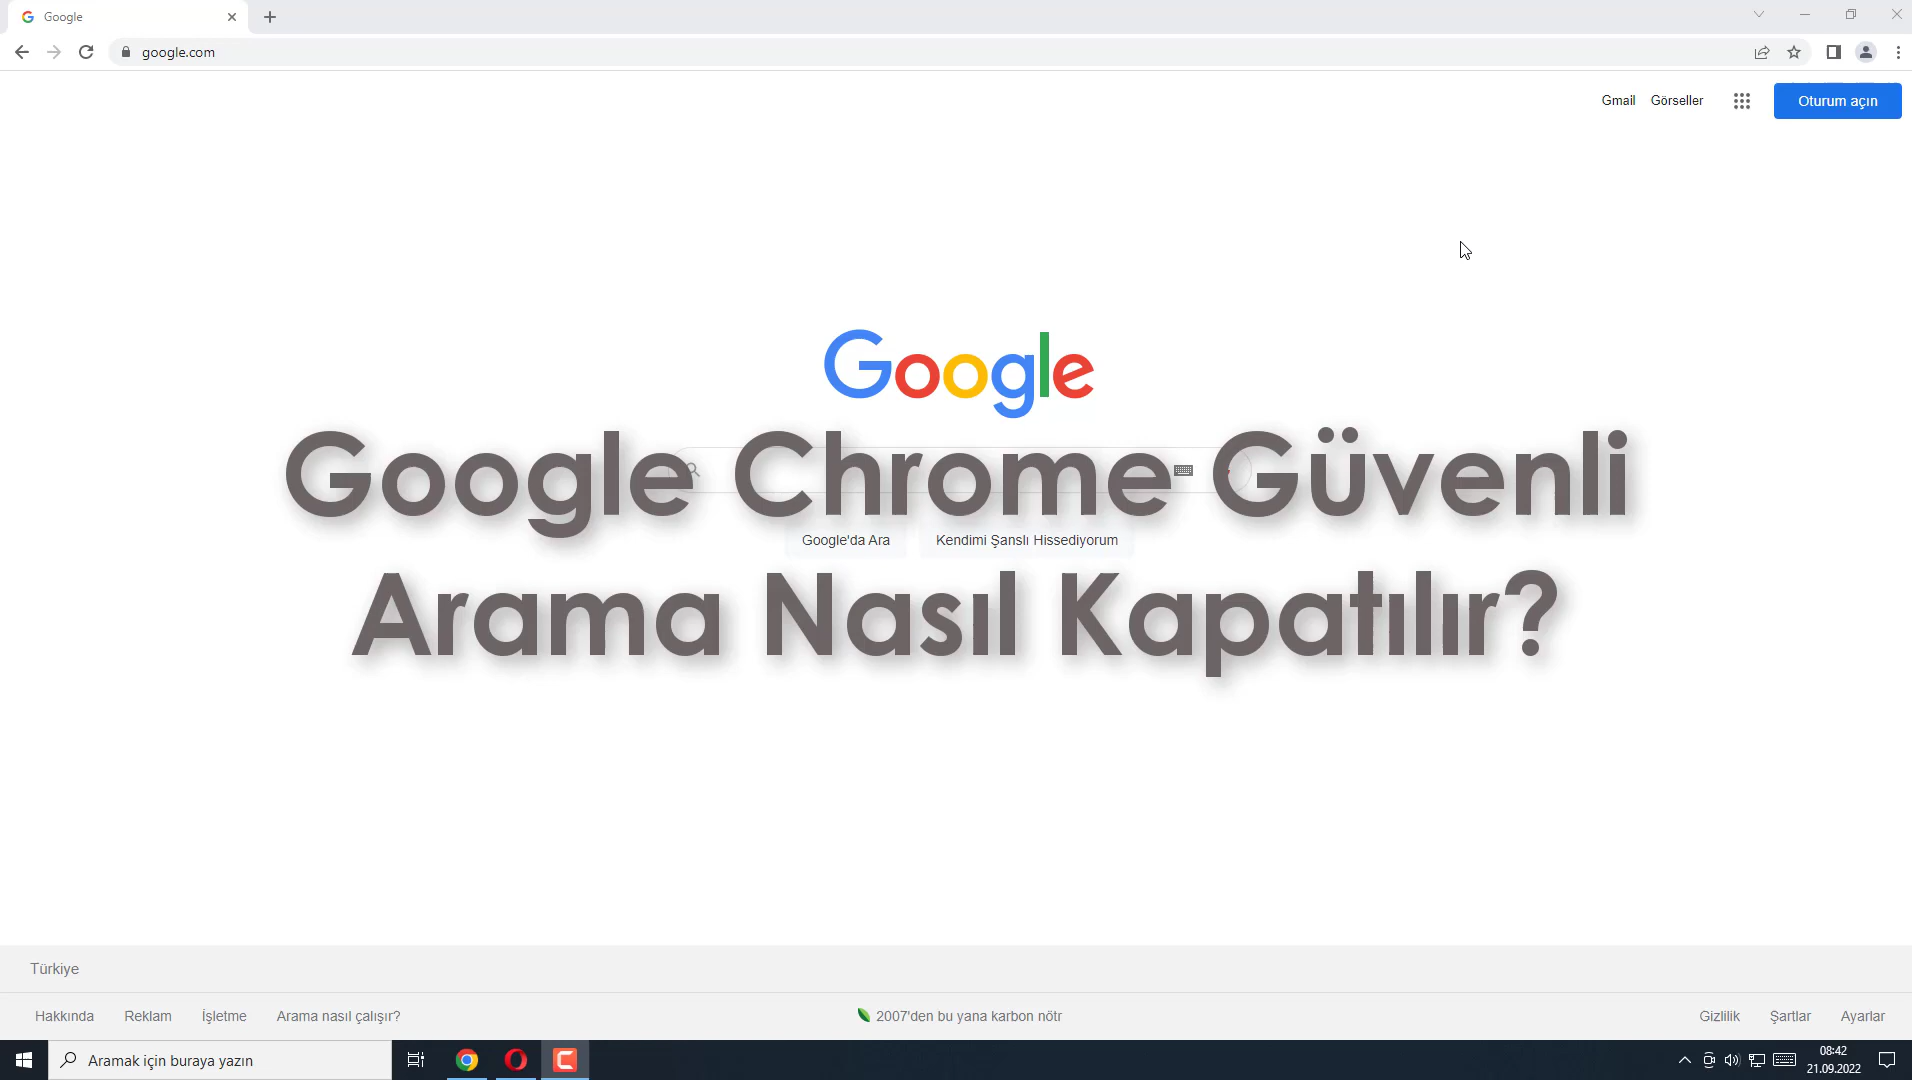 Google
google.com
Gmail Görseller Oturum açın
Google
Google Chrome Güvenli
Google'da Ara Kendimi Şanslı Hissediyorum
Arama Nasıl Kapatılır?
Türkiye
Hakkında Reklam İşletme Arama nasıl çalışır? 2007'den bu yana karbon nötr Gizlilik Şartlar Ayarlar
Aramak için buraya yazın
08:42
21.09.2022